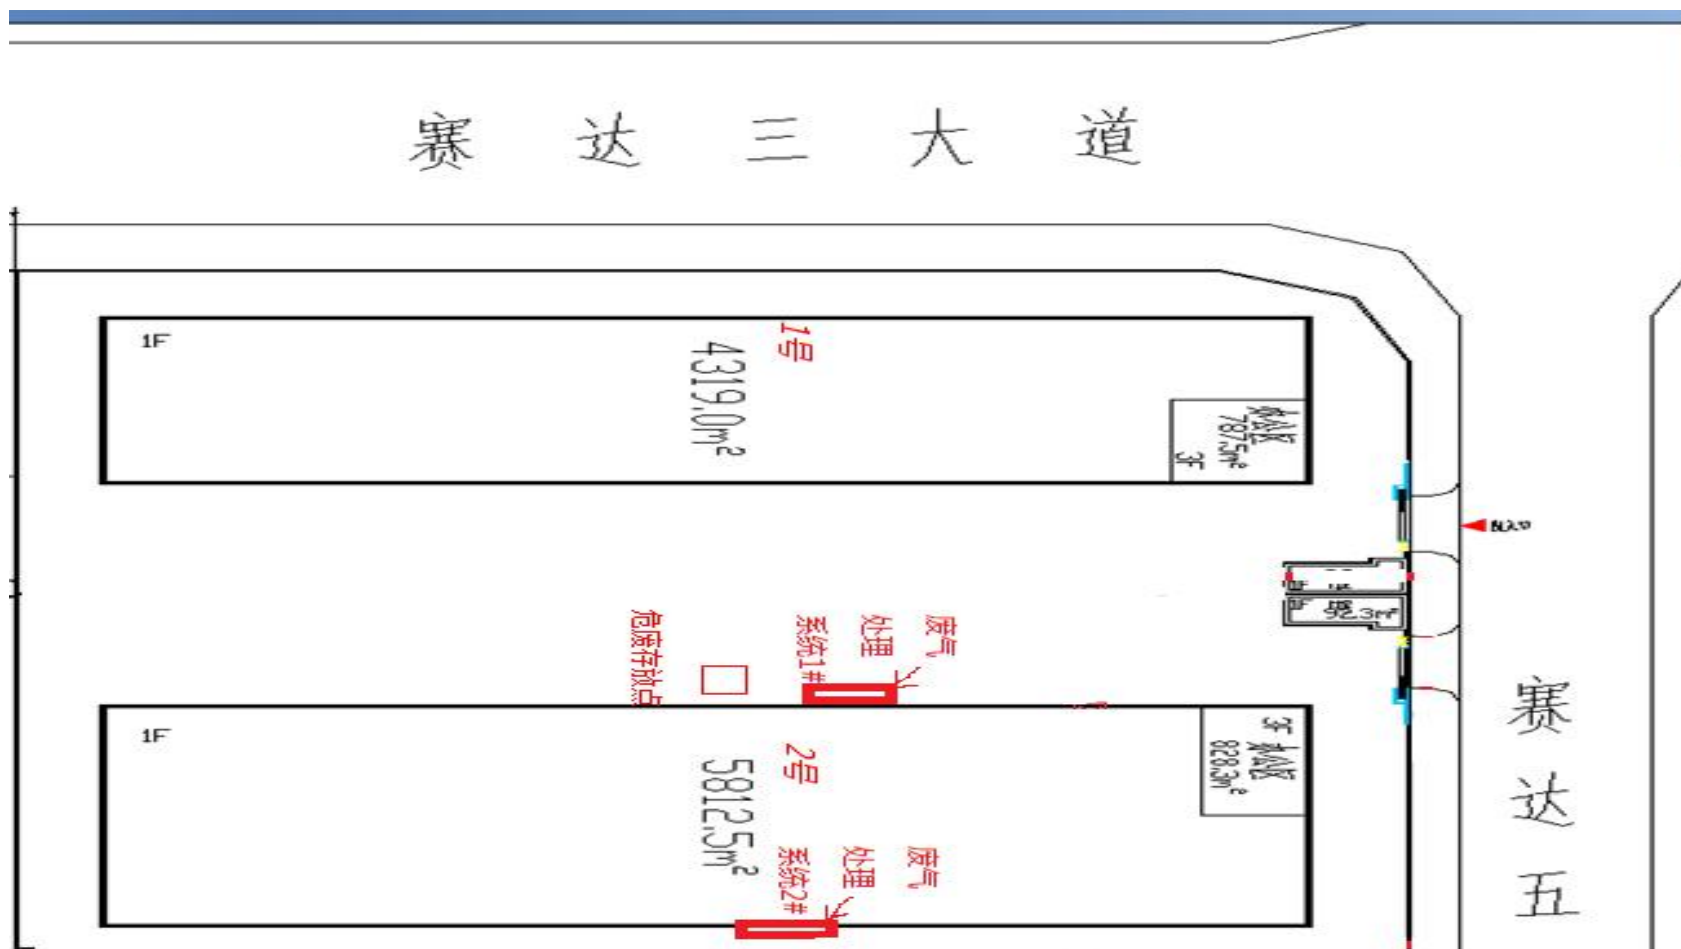 赛达三大道
1F
1号
4319.0m²
办公区
787.5m²
3F
92.3m²
危废存放点
废气
处理
系统1#
1F
2号
5812.5m²
3F
办公区
828.3m²
废气
处理
系统2#
赛达五